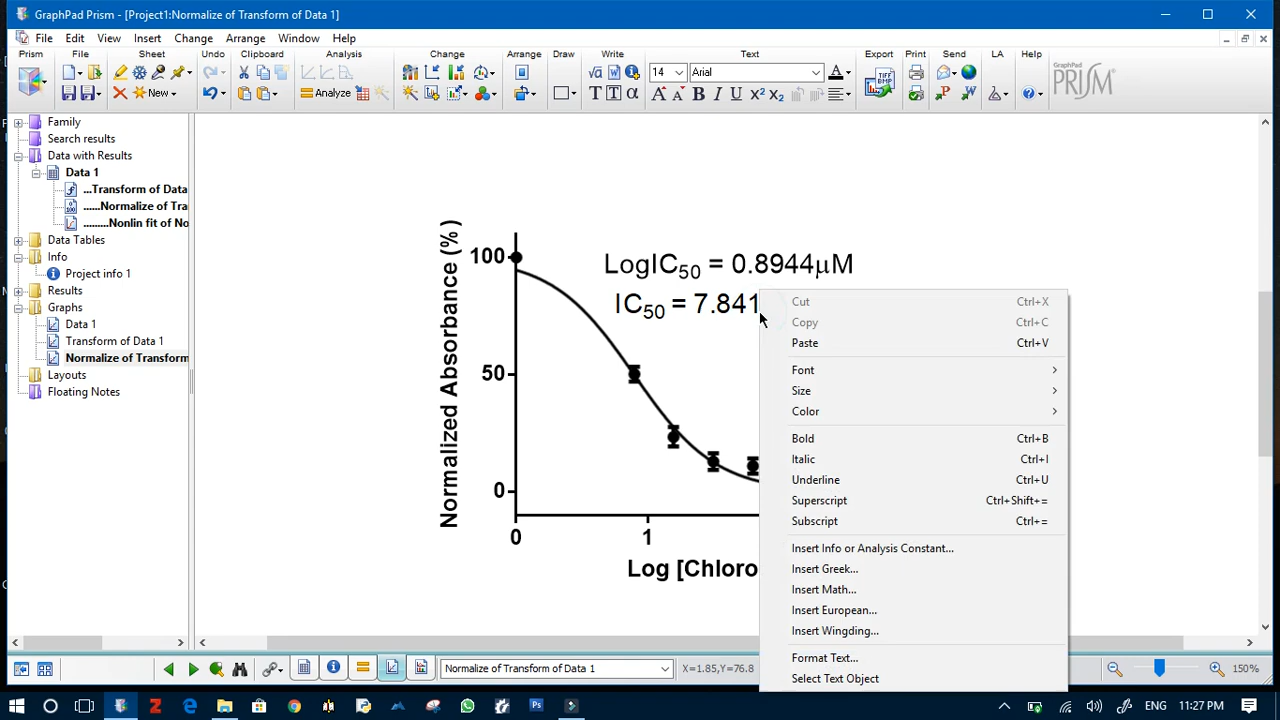 GraphPad Prism - [Project1:Normalize of Transform of Data 1]
File Edit View Insert Change Arrange Window Help
Prism File Sheet Undo Clipboard Analysis Change Arrange Draw Write Text Export Print Send LA Help
14 Arial
New Analyze
GraphPad
PRISM
TIFF
BMP
Family
Search results
Data with Results
Data 1
...Transform of Data
......Normalize of Tra
.........Nonlin fit of No
Data Tables
Info
Project info 1
Results
Graphs
Data 1
Transform of Data 1
Normalize of Transform
Layouts
Floating Notes
Normalized Absorbance (%)
100
50
0
0
1
Log [Chloro
LogIC50 = 0.8944µM
IC50 = 7.841
Cut Ctrl+X
Copy Ctrl+C
Paste Ctrl+V
Font
Size
Color
Bold Ctrl+B
Italic Ctrl+I
Underline Ctrl+U
Superscript Ctrl+Shift+=
Subscript Ctrl+=
Insert Info or Analysis Constant...
Insert Greek...
Insert Math...
Insert European...
Insert Wingding...
Format Text...
Select Text Object
Normalize of Transform of Data 1
X=1.85,Y=76.8
150%
ENG 11:27 PM